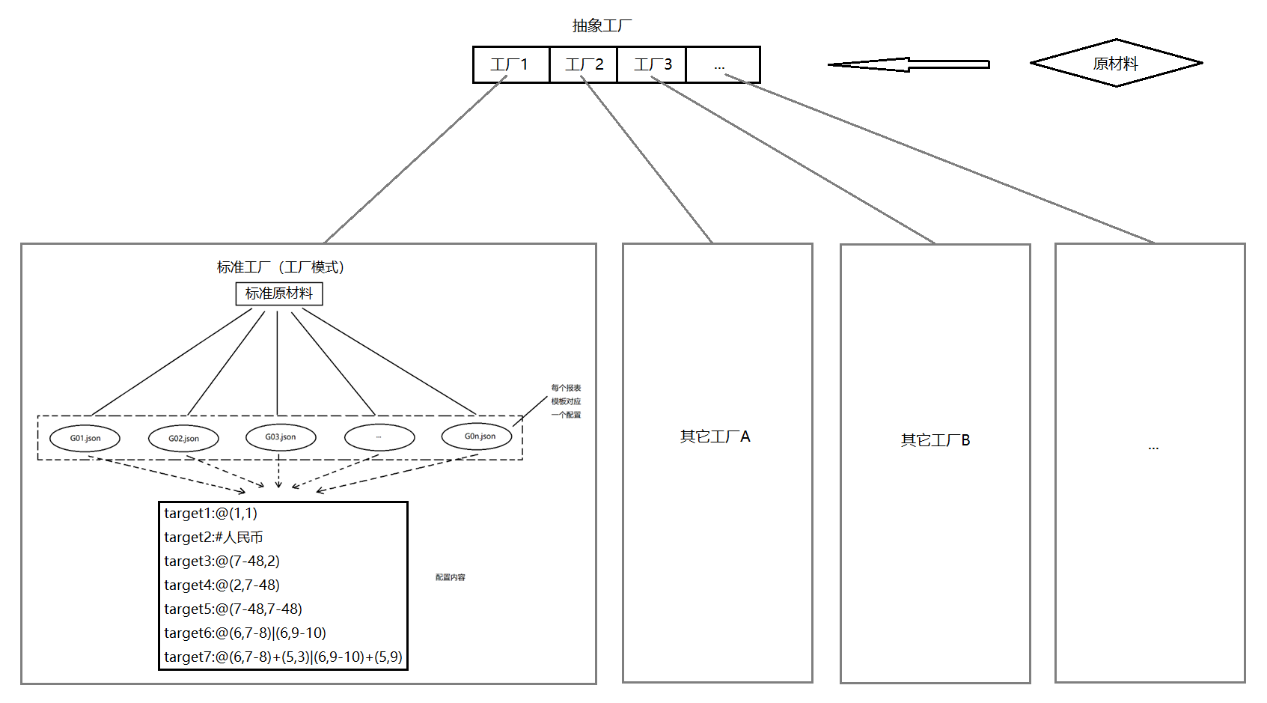 抽象工厂
工厂1
工厂2
工厂3
...
原材料
标准工厂（工厂模式）
标准原材料
每个报表
模板对应
一个配置
G01.json
G02.json
G03.json
...
G0n.json
target1:@(1,1)
target2:#人民币
target3:@(7-48,2)
target4:@(2,7-48)
target5:@(7-48,7-48)
target6:@(6,7-8)|(6,9-10)
target7:@(6,7-8)+(5,3)|(6,9-10)+(5,9)
配置内容
其它工厂A
其它工厂B
...